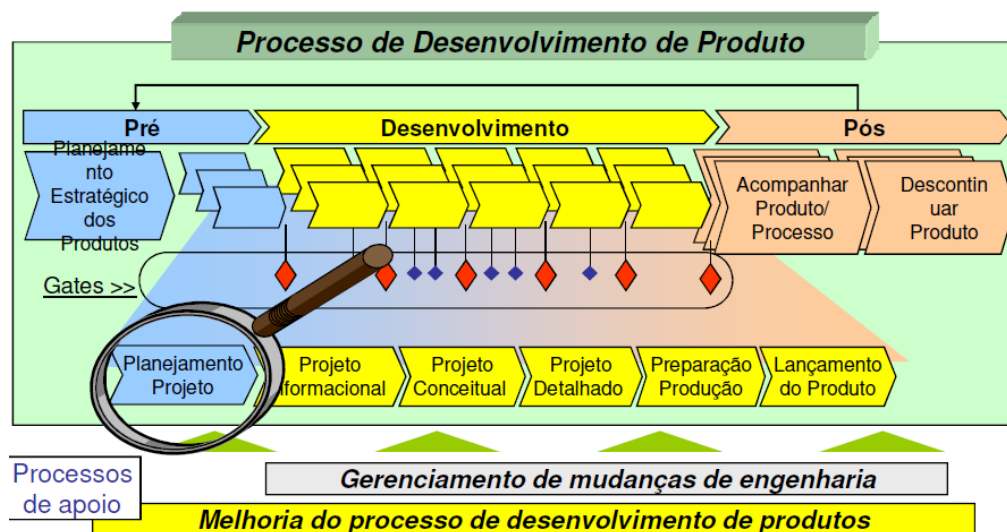 Processo de Desenvolvimento de Produto
Pré
Desenvolvimento
Pós
Planejame
nto
Estratégico
dos
Produtos
Acompanhar
Produto/
Processo
Descontin
uar
Produto
Gates >>
Planejamento
Projeto
Projeto
nformacional
Projeto
Conceitual
Projeto
Detalhado
Preparação
Produção
Lançamento
do Produto
Processos
de apoio
Gerenciamento de mudanças de engenharia
Melhoria do processo de desenvolvimento de produtos